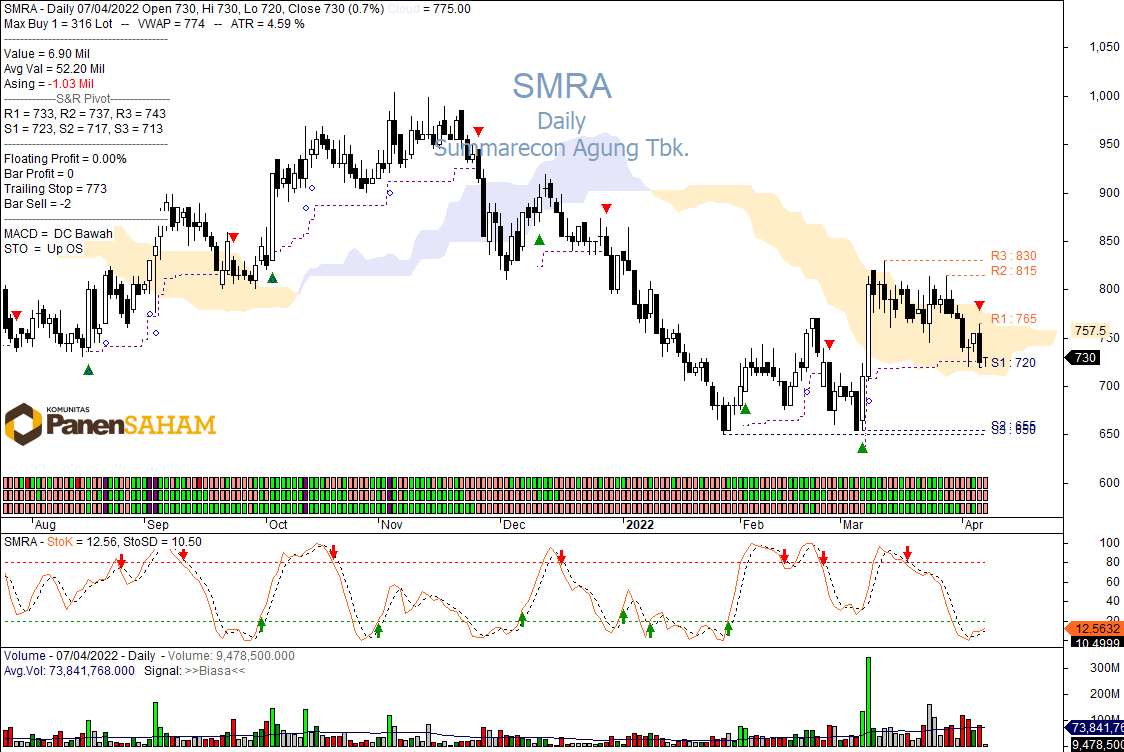 SMRA - Daily 07/04/2022 Open 730, Hi 730, Lo 720, Close 730 (0.7%) Cloud = 775.00
Max Buy 1 = 316 Lot -- VWAP = 774 -- ATR = 4.59 %
Value = 6.90 Mil
Avg Val = 52.20 Mil
Asing = -1.03 Mil
-------------S&R Pivot---------------
R1 = 733, R2 = 737, R3 = 743
S1 = 723, S2 = 717, S3 = 713
Floating Profit = 0.00%
Bar Profit = 0
Trailing Stop = 773
Bar Sell = -2
MACD = DC Bawah
STO = Up OS
SMRA
Daily
Summarecon Agung Tbk.
1,050
1,000
950
900
850
800
757.5
750
730
700
650
600
R3 : 830
R2 : 815
R1 : 765
S1 : 720
S2 : 655
S3 : 650
KOMUNITAS
PanenSAHAM
Aug Sep Oct Nov Dec 2022 Feb Mar Apr
SMRA - StoK = 12.56, StoSD = 10.50
100
80
60
40
20
12.5632
10.4999
Volume - 07/04/2022 - Daily - Volume: 9,478,500.000
Avg.Vol: 73,841,768.000 Signal: >>Biasa<<
300M
200M
100M
73,841,76
9,478,500